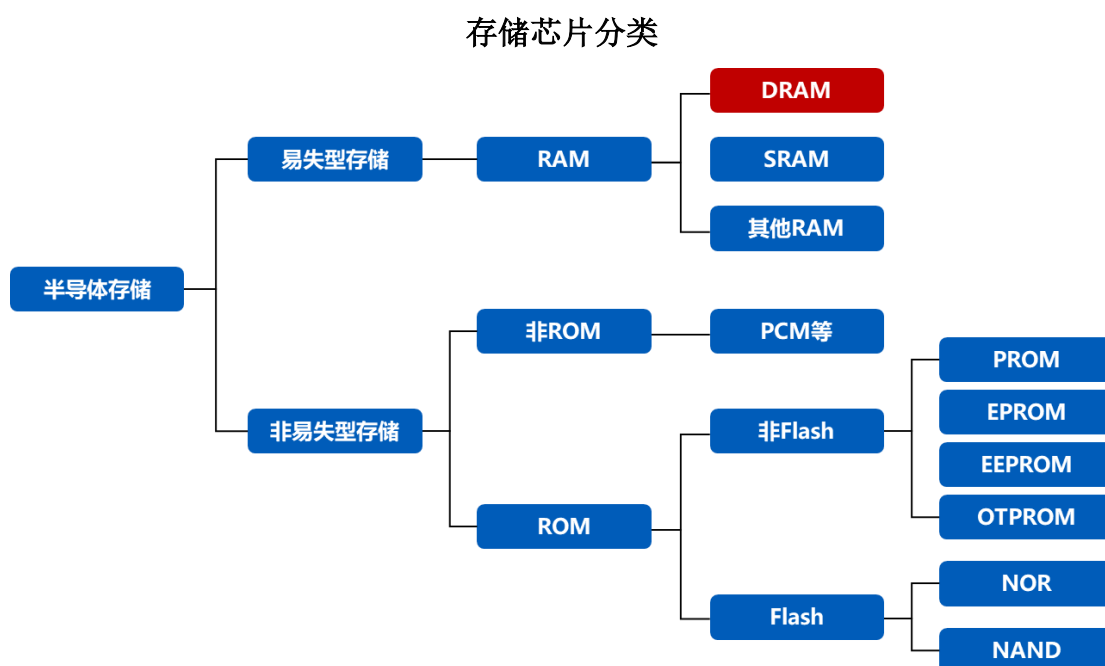 存储芯片分类
DRAM
易失型存储
RAM
SRAM
其他RAM
半导体存储
非ROM
PCM等
PROM
EPROM
非易失型存储
非Flash
EEPROM
ROM
OTPROM
NOR
Flash
NAND